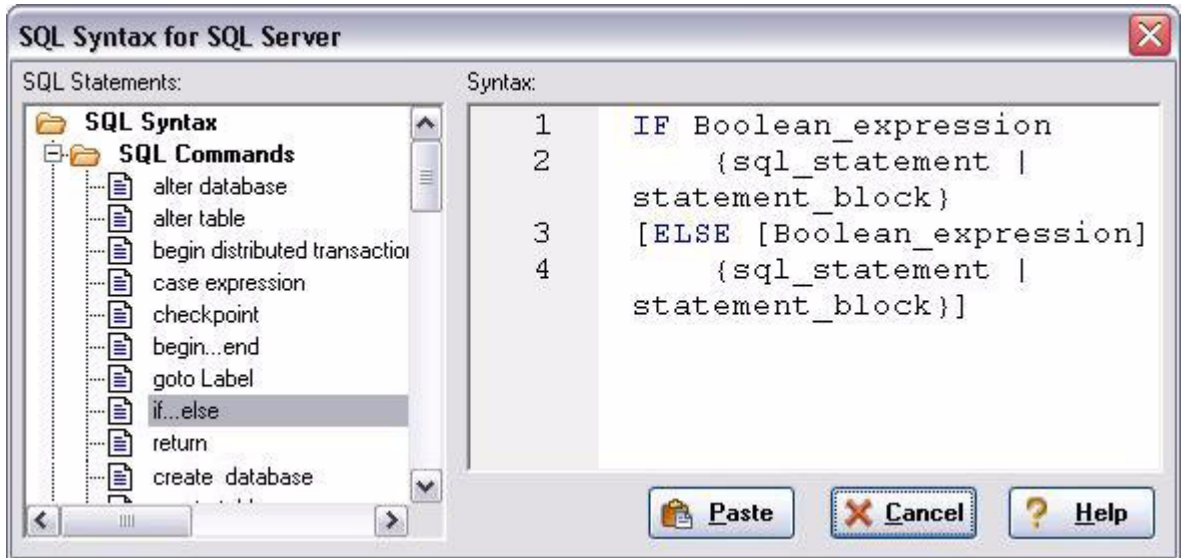 SQL Syntax for SQL Server
SQL Statements:
SQL Syntax
SQL Commands
alter database
alter table
begin distributed transaction
case expression
checkpoint
begin...end
goto Label
if...else
return
create  database
Syntax:
1 IF Boolean_expression
2 {sql_statement |
statement_block}
3 [ELSE [Boolean_expression]
4 {sql_statement |
statement_block}]
Paste
Cancel
Help